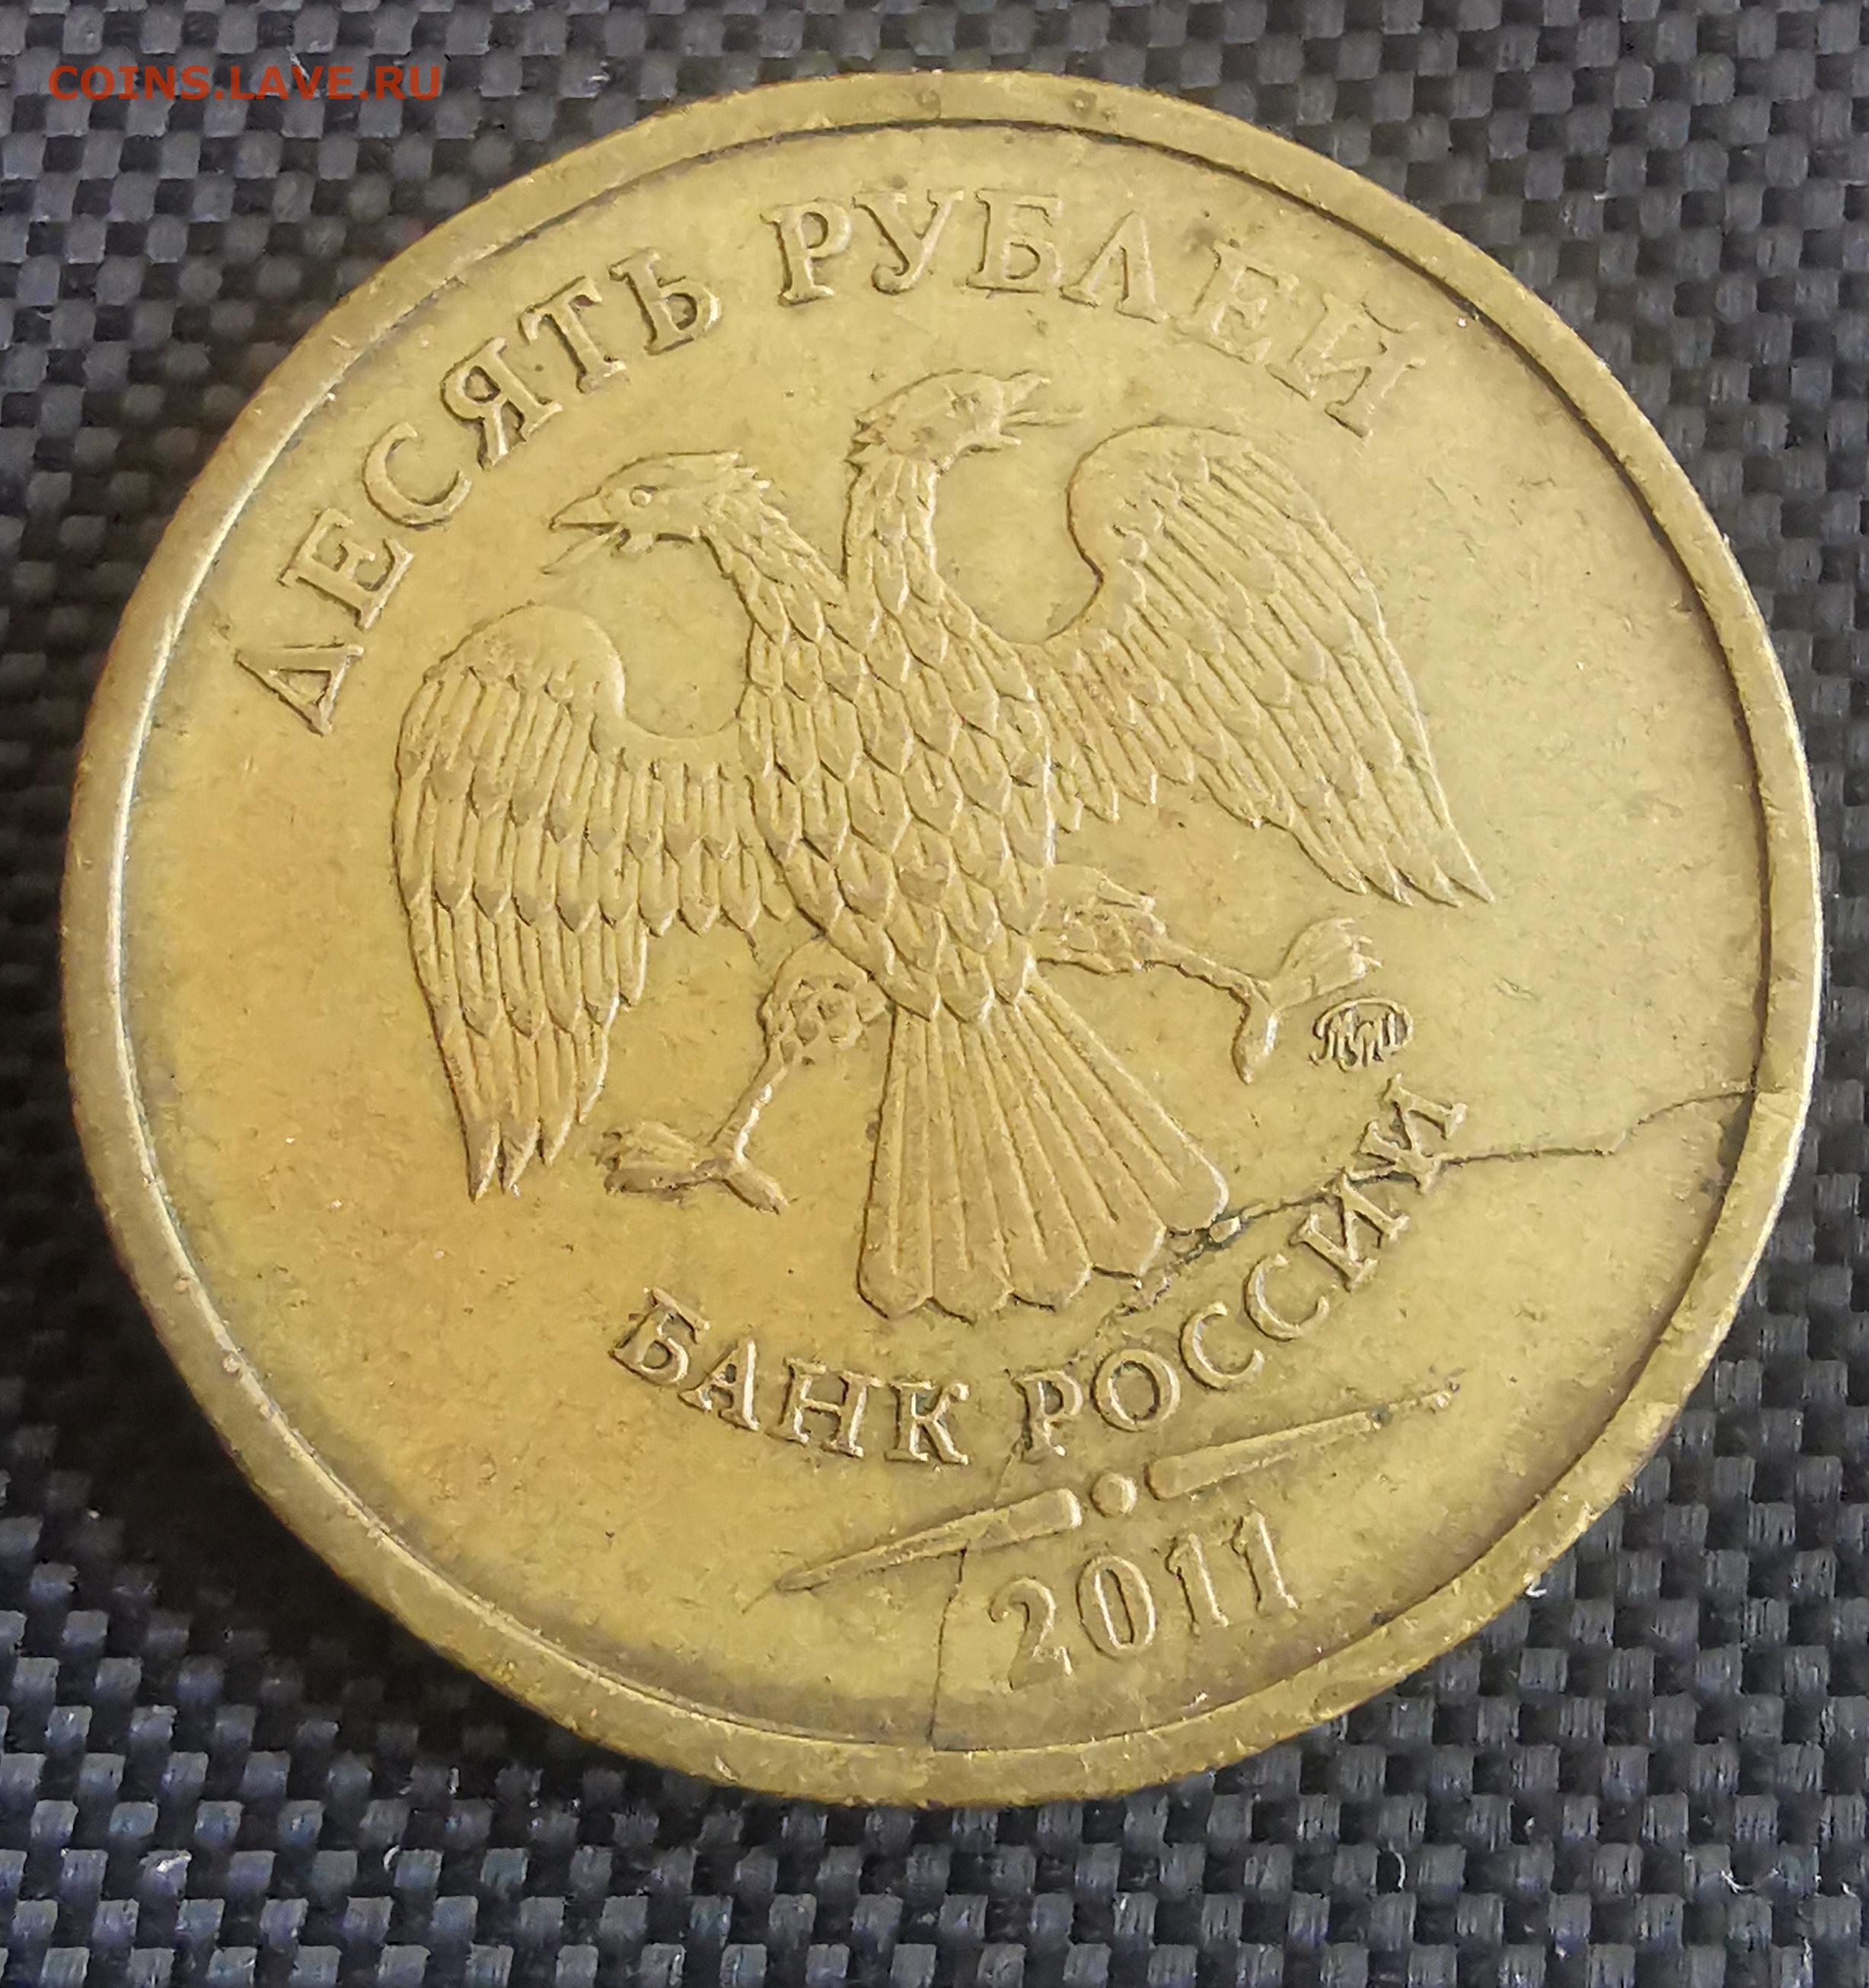 COINS.LAVE.RU
ДЕСЯТЬ РУБЛЕЙ
ММД
БАНК РОССИИ
2011